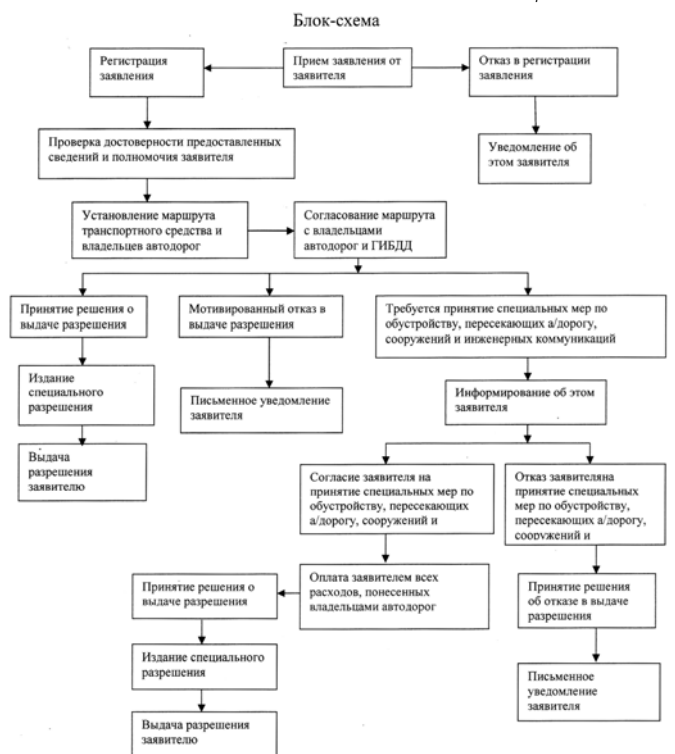 Блок-схема
Регистрация
заявления
Прием заявления от
заявителя
Отказ в регистрации
заявления
Проверка достоверности предоставленных
сведений и полномочия заявителя
Уведомление об
этом заявителя
Установление маршрута
транспортного средства и
владельцев автодорог
Согласование маршрута
с владельцами
автодорог и ГИБДД
Принятие решения о
выдаче разрешения
Мотивированный отказ в
выдаче разрешения
Требуется принятие специальных мер по
обустройству, пересекающих а/дорогу,
сооружений и инженерных коммуникаций
Издание
специального
разрешения
Письменное уведомление
заявителя
Информирование об этом
заявителя
Выдача
разрешения
заявителю
Согласие заявителя на
принятие специальных мер по
обустройству, пересекающих
а/дорогу, сооружений и
Отказ заявителяна
принятие специальных
мер по обустройству,
пересекающих а/дорогу,
сооружений и
Принятие решения о
выдаче разрешения
Оплата заявителем всех
расходов, понесенных
владельцами автодорог
Принятие решения
об отказе в выдаче
разрешения
Издание специального
разрешения
Письменное
уведомление
заявителя
Выдача разрешения
заявителю